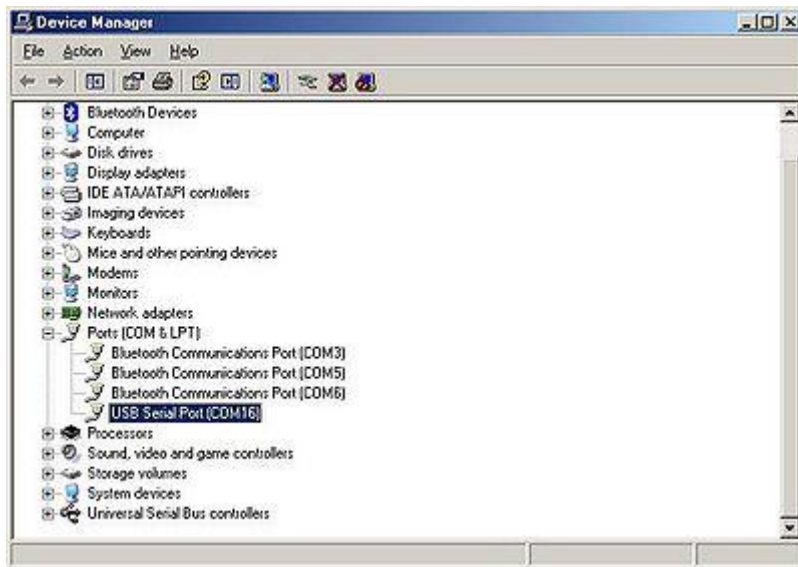 Device Manager
File Action View Help
Bluetooth Devices
Computer
Disk drives
Display adapters
IDE ATA/ATAPI controllers
Imaging devices
Keyboards
Mice and other pointing devices
Modems
Monitors
Network adapters
Ports (COM & LPT)
Bluetooth Communications Port (COM3)
Bluetooth Communications Port (COM5)
Bluetooth Communications Port (COM6)
USB Serial Port (COM16)
Processors
Sound, video and game controllers
Storage volumes
System devices
Universal Serial Bus controllers